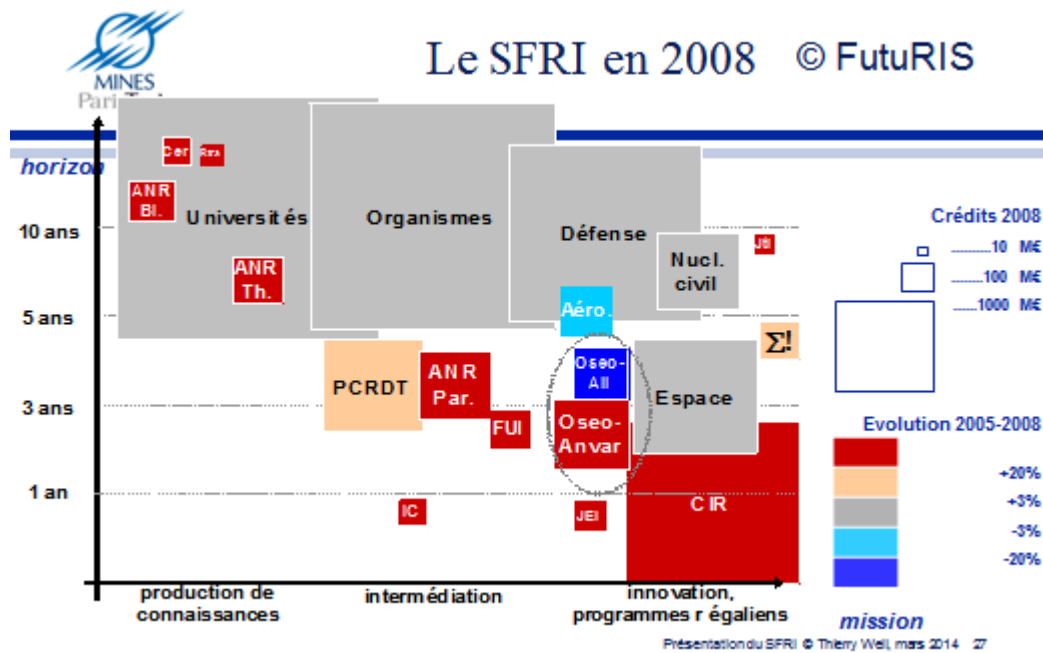 MINES
Le SFRI en 2008 © FutuRIS
horizon
Cer
ANR
Bl.
Universités
Organismes
Défense
Crédits 2008
10 ans
ANR
Th.
Nucl.
civil
..........10 M€
......100 M€
5 ans
Aéro.
......1000 M€
Σ!
PCRDT
ANR
Par.
Oseo-
AII
Espace
3 ans
FUI
Oseo-
Anvar
Evolution 2005-2008
+20%
1 an
IC
JEI
CIR
+3%
-3%
-20%
production de
connaissances
intermédiation
innovation,
programmes r égaliens
mission
Présentation du SFRI © Thierry Weil, mars 2014 27